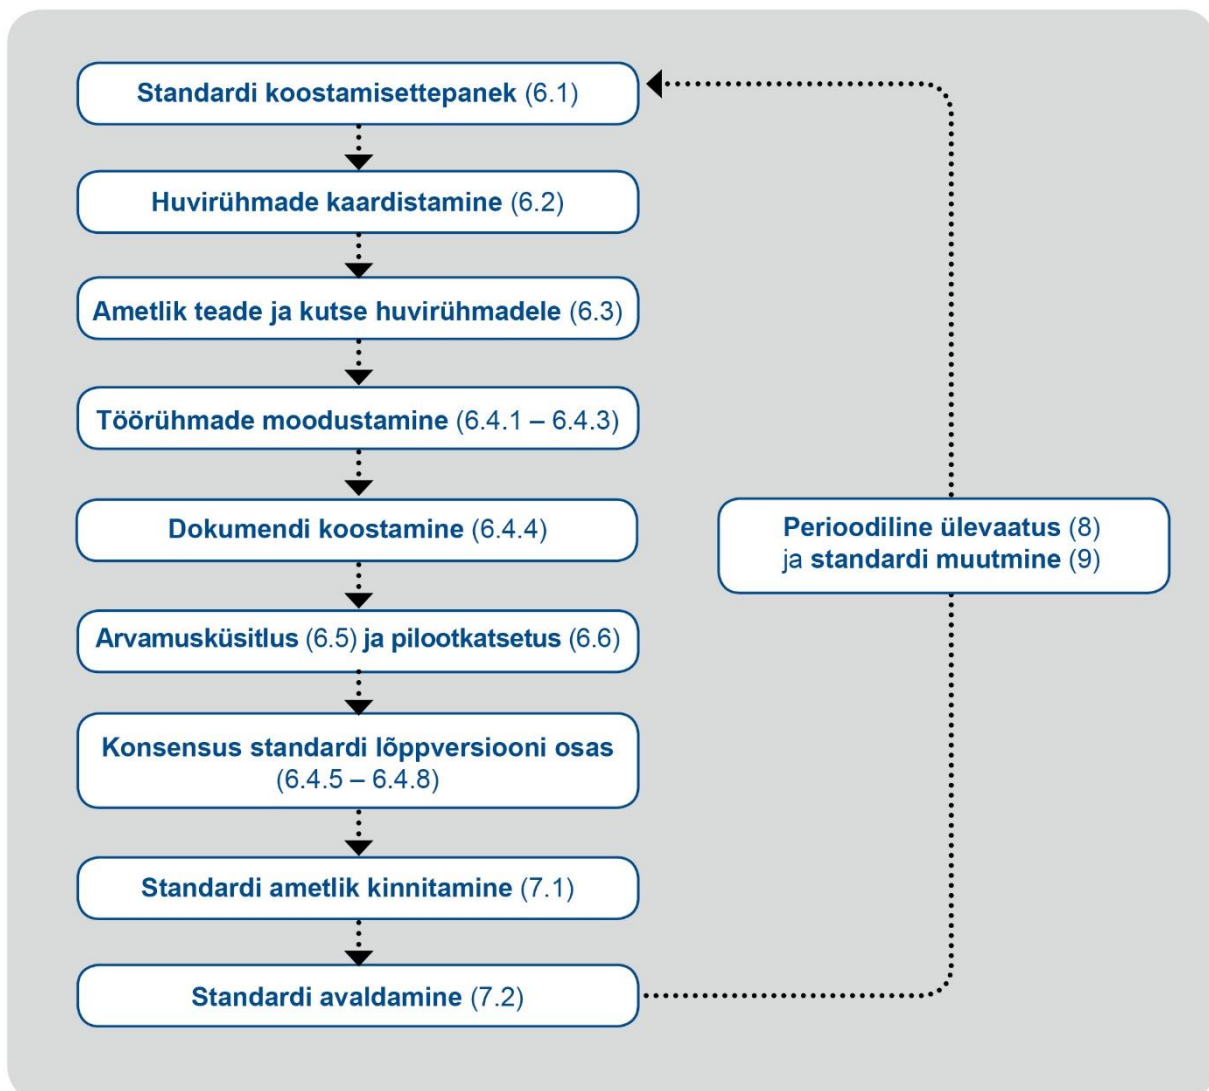 Standardi koostamisettepanek (6.1)
Huvirühmade kaardistamine (6.2)
Ametlik teade ja kutse huvirühmadele (6.3)
Töörühmade moodustamine (6.4.1 – 6.4.3)
Dokumendi koostamine (6.4.4)
Arvamusküsitlus (6.5) ja pilootkatsetus (6.6)
Konsensus standardi lõppversiooni osas
(6.4.5 – 6.4.8)
Standardi ametlik kinnitamine (7.1)
Standardi avaldamine (7.2)
Perioodiline ülevaatus (8)
ja standardi muutmine (9)